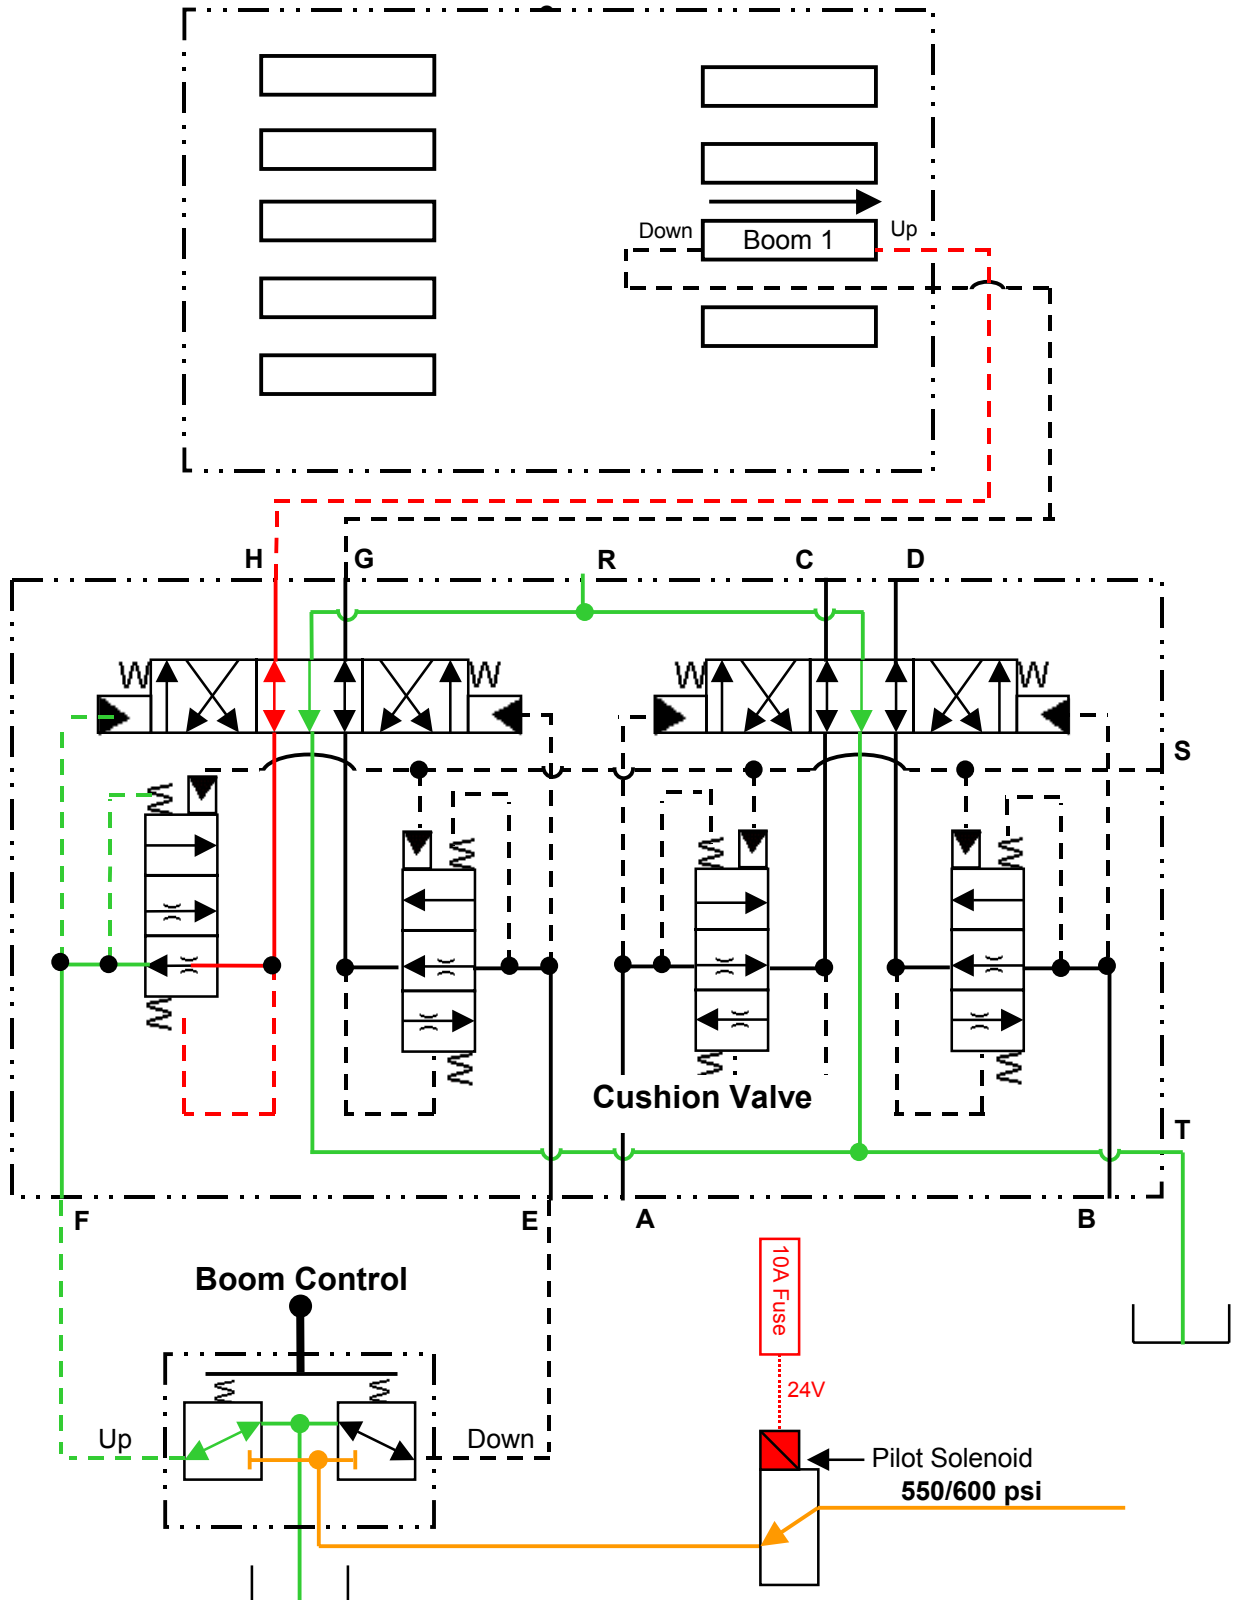 Down
Boom 1
Up
H
G
R
C
D
S
Cushion Valve
T
F
E
A
B
Boom Control
10A Fuse
24V
Up
Down
Pilot Solenoid
550/600 psi